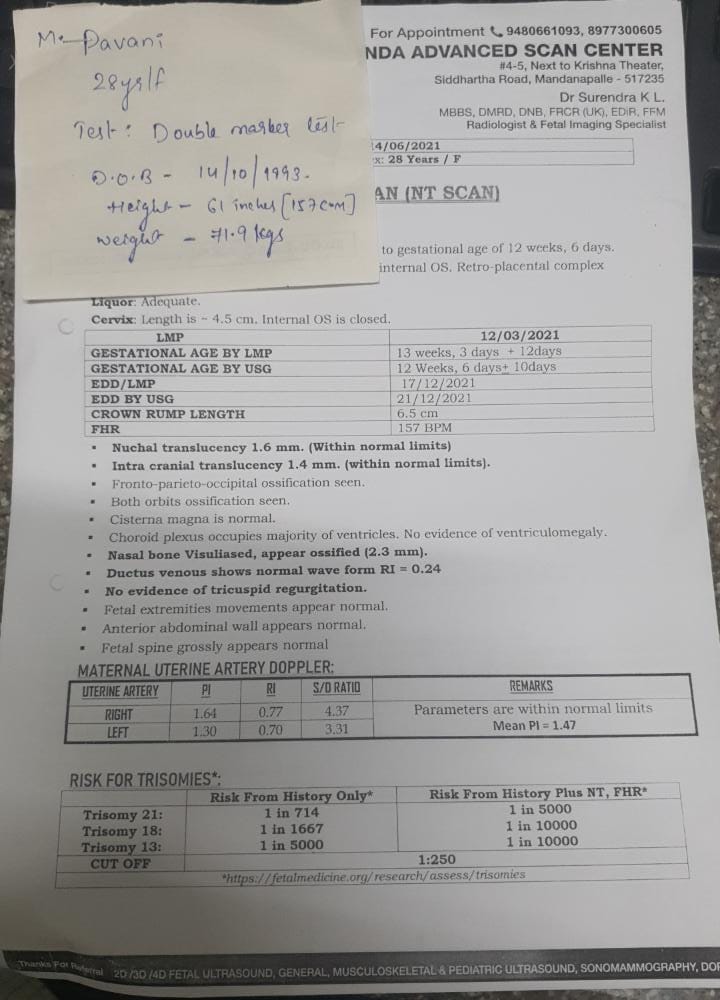 Mrs Pavani
28yrs/f
Test: Double marker test
D.O.B - 14/10/1993.
Height - 61 inches [157cm]
weight - 71.9 kgs
For Appointment 9480661093, 8977300605
NDA ADVANCED SCAN CENTER
#4-5, Next to Krishna Theater,
Siddhartha Road, Mandanapalle - 517235
Dr Surendra K L.
MBBS, DMRD, DNB, FRCR (UK), EDiR, FFM
Radiologist & Fetal Imaging Specialist
4/06/2021
x: 28 Years / F
AN (NT SCAN)
to gestational age of 12 weeks, 6 days.
internal OS. Retro-placental complex
Liquor: Adequate.
Cervix: Length is ~ 4.5 cm. Internal OS is closed.
LMP 12/03/2021
GESTATIONAL AGE BY LMP 13 weeks, 3 days + 12days
GESTATIONAL AGE BY USG 12 Weeks, 6 days± 10days
EDD/LMP 17/12/2021
EDD BY USG 21/12/2021
CROWN RUMP LENGTH 6.5 cm
FHR 157 BPM
▪ Nuchal translucency 1.6 mm. (Within normal limits)
▪ Intra cranial translucency 1.4 mm. (within normal limits).
▪ Fronto-parieto-occipital ossification seen.
▪ Both orbits ossification seen.
▪ Cisterna magna is normal.
▪ Choroid plexus occupies majority of ventricles. No evidence of ventriculomegaly.
▪ Nasal bone Visuliased, appear ossified (2.3 mm).
▪ Ductus venous shows normal wave form RI = 0.24
▪ No evidence of tricuspid regurgitation.
▪ Fetal extremities movements appear normal.
▪ Anterior abdominal wall appears normal.
▪ Fetal spine grossly appears normal
MATERNAL UTERINE ARTERY DOPPLER:
UTERINE ARTERY PI RI S/D RATIO REMARKS
RIGHT 1.64 0.77 4.37 Parameters are within normal limits
LEFT 1.30 0.70 3.31 Mean PI = 1.47
RISK FOR TRISOMIES*:
Risk From History Only* Risk From History Plus NT, FHR*
Trisomy 21: 1 in 714 1 in 5000
Trisomy 18: 1 in 1667 1 in 10000
Trisomy 13: 1 in 5000 1 in 10000
CUT OFF 1:250
*https://fetalmedicine.org/research/assess/trisomies
Thanks For Referral 2D/3D/4D FETAL ULTRASOUND, GENERAL, MUSCULOSKELETAL & PEDIATRIC ULTRASOUND, SONOMAMMOGRAPHY, DOP